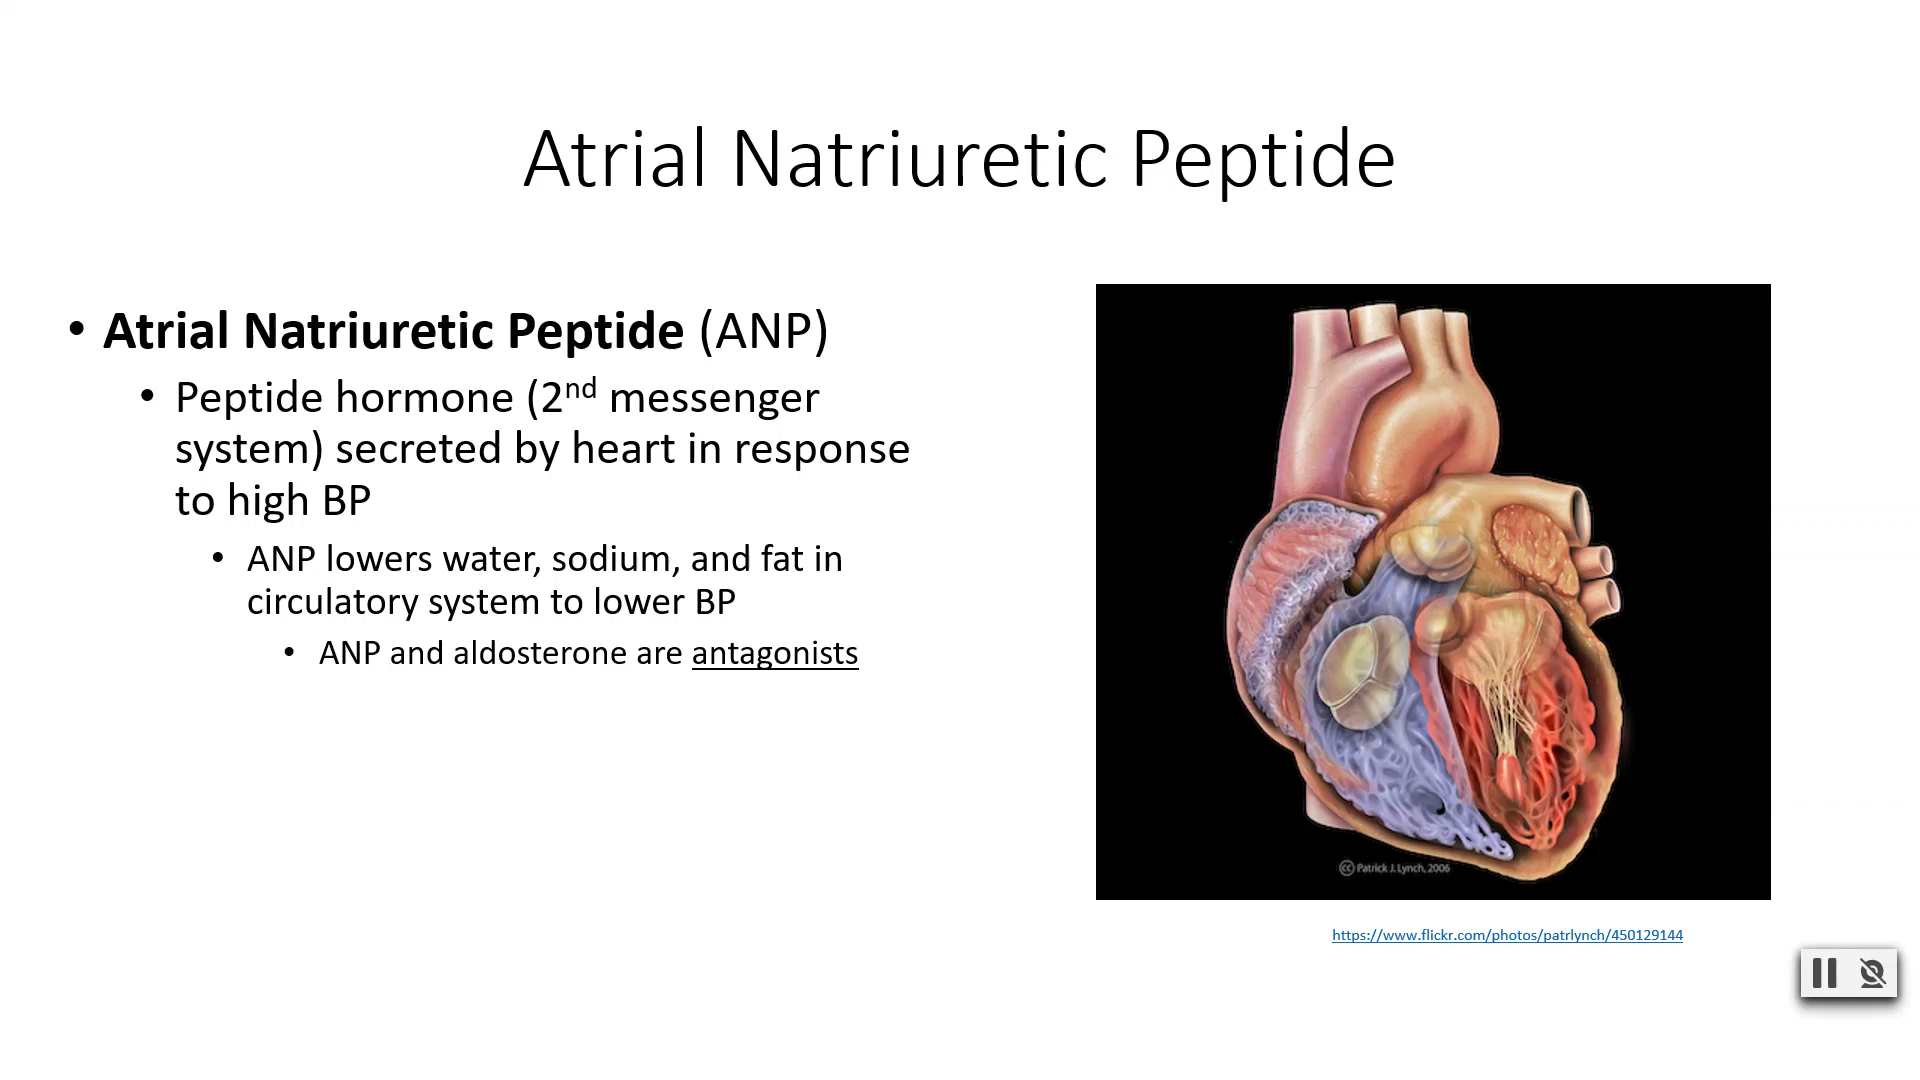 Atrial Natriuretic Peptide
• Atrial Natriuretic Peptide (ANP)
• Peptide hormone (2nd messenger
system) secreted by heart in response
to high BP
• ANP lowers water, sodium, and fat in
circulatory system to lower BP
• ANP and aldosterone are antagonists
(cc) Patrick J. Lynch, 2006
https://www.flickr.com/photos/patrlynch/450129144